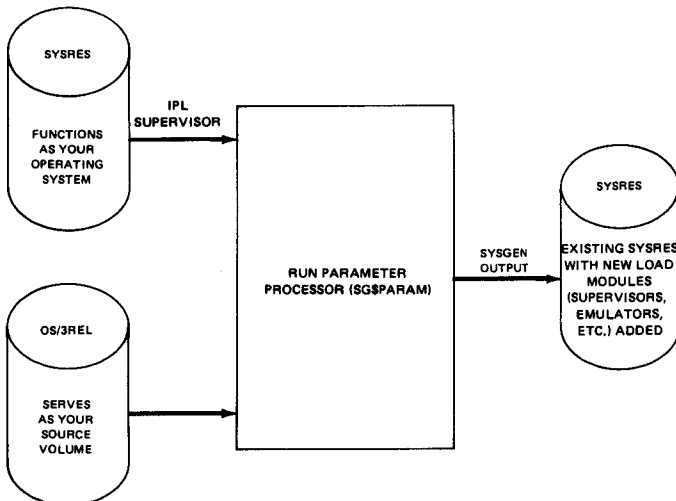 SYSRES
FUNCTIONS
AS YOUR
OPERATING
SYSTEM
IPL
SUPERVISOR
OS/3REL
SERVES
AS YOUR
SOURCE
VOLUME
RUN PARAMETER
PROCESSOR (SG$PARAM)
SYSGEN
OUTPUT
SYSRES
EXISTING SYSRES
WITH NEW LOAD
MODULES
(SUPERVISORS,
EMULATORS,
ETC.) ADDED